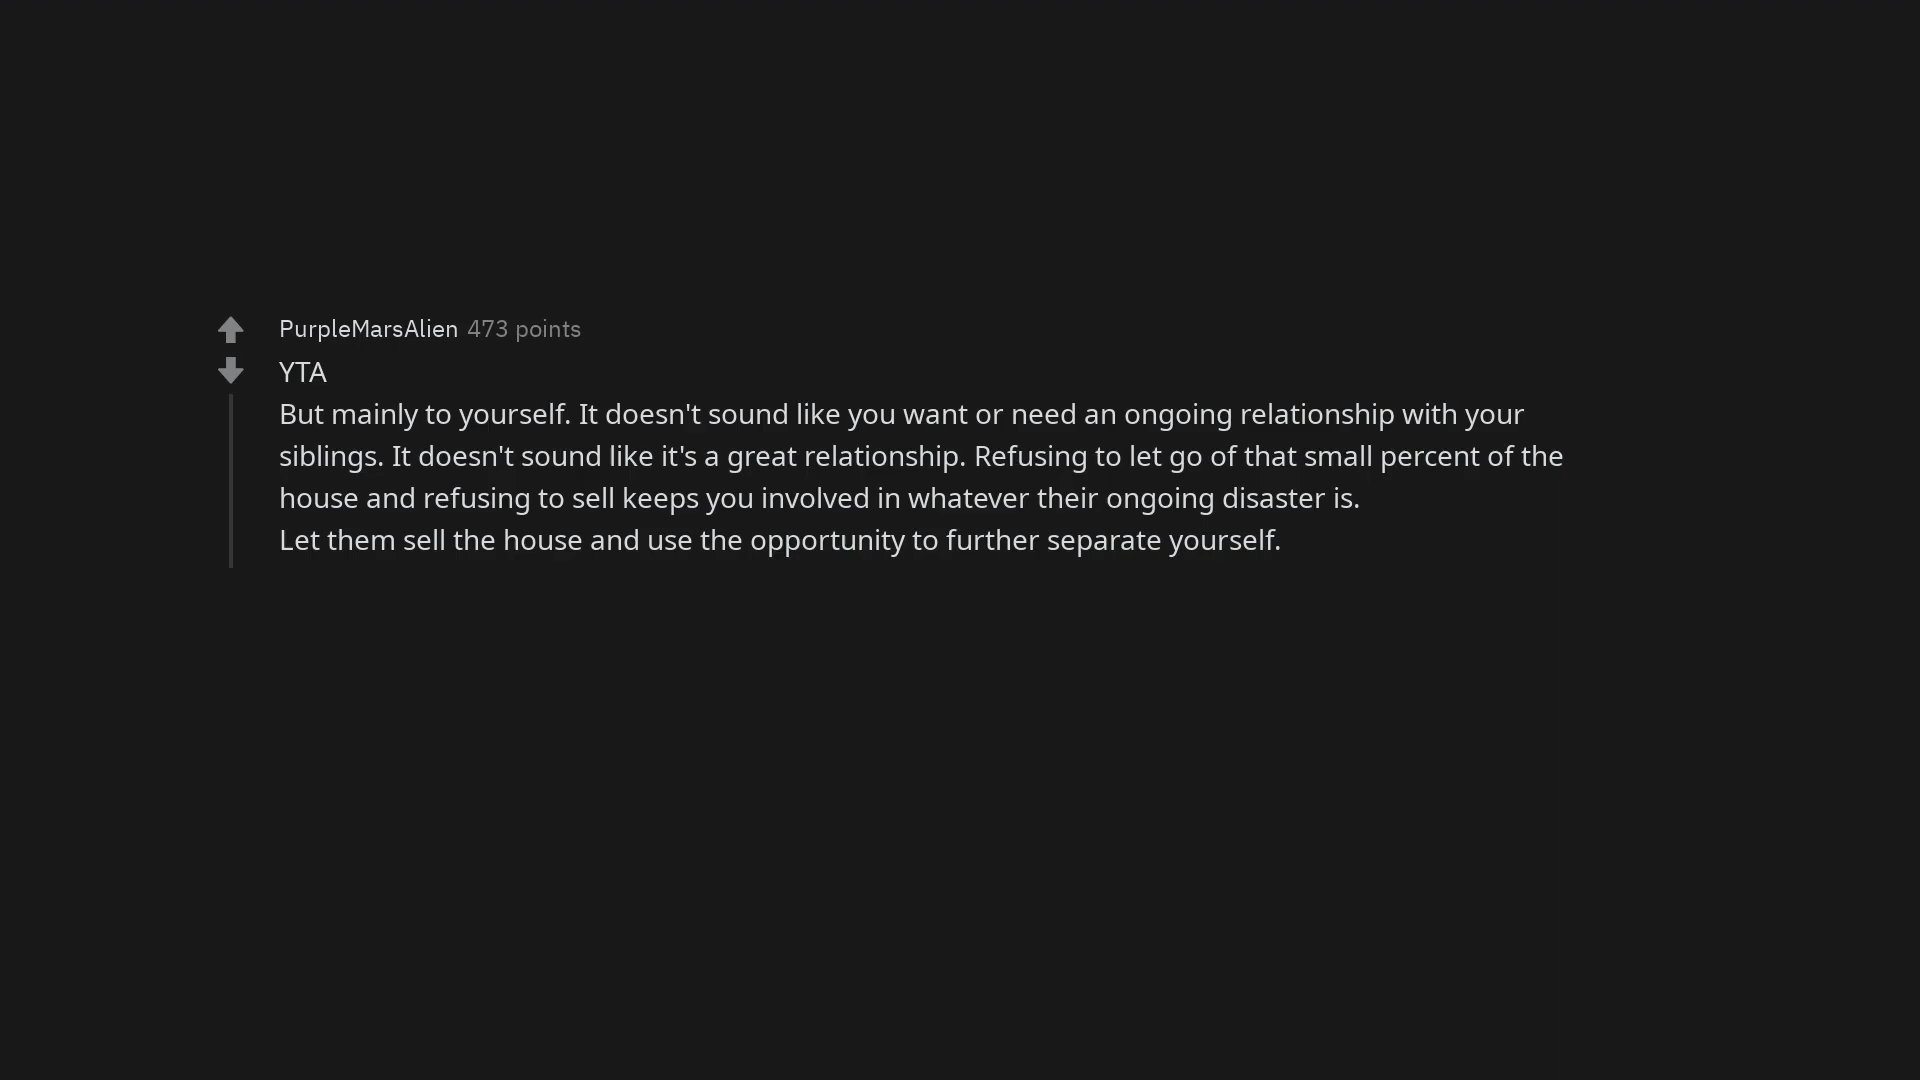 PurpleMarsAlien 473 points
YTA
But mainly to yourself. It doesn't sound like you want or need an ongoing relationship with your
siblings. It doesn't sound like it's a great relationship. Refusing to let go of that small percent of the
house and refusing to sell keeps you involved in whatever their ongoing disaster is.
Let them sell the house and use the opportunity to further separate yourself.